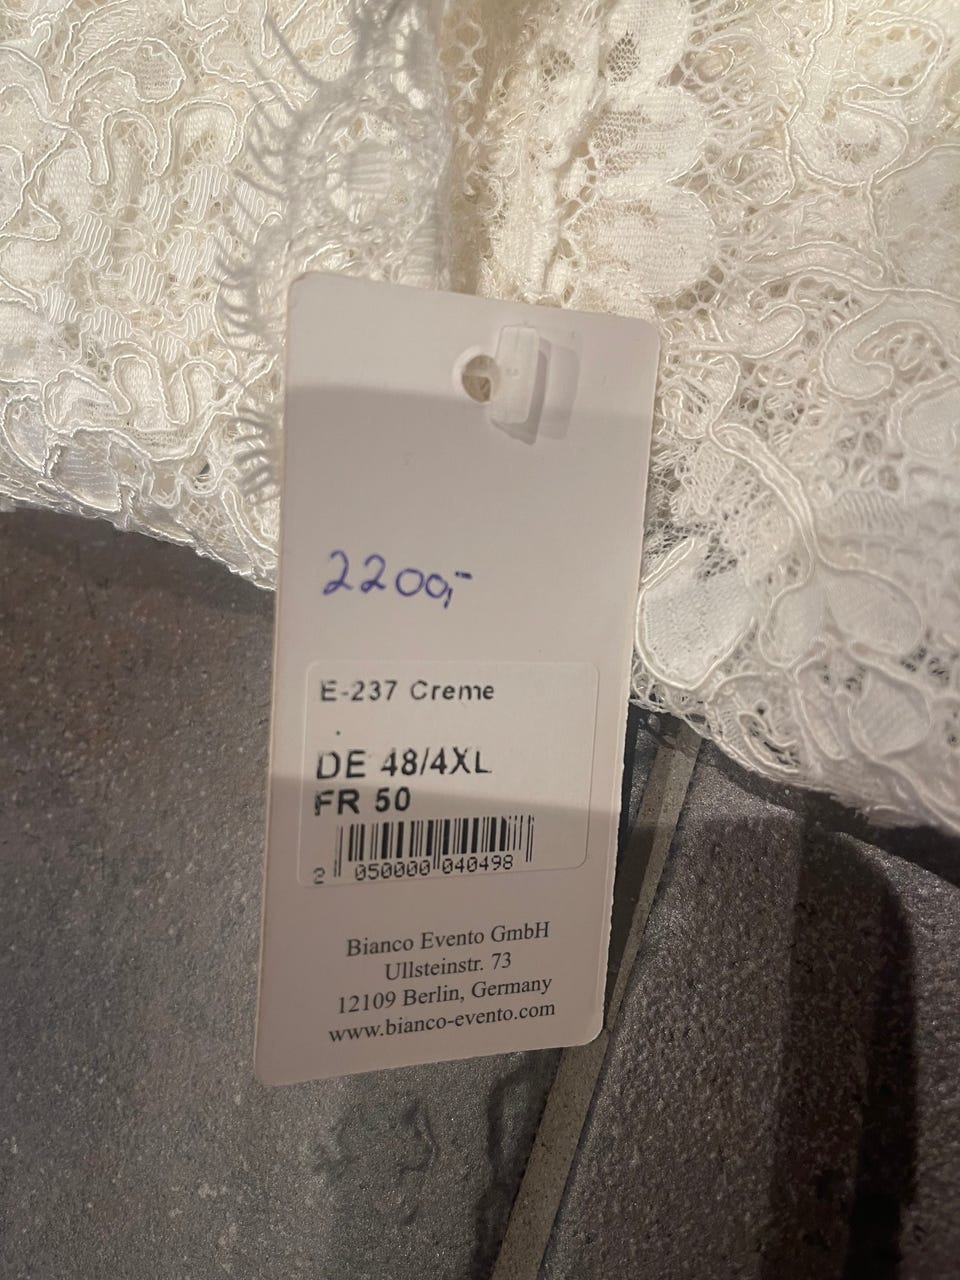 2200,-
E-237 Creme
DE 48/4XL
FR 50
2 050000 040498
Bianco Evento GmbH
Ullsteinstr. 73
12109 Berlin, Germany
www.bianco-evento.com